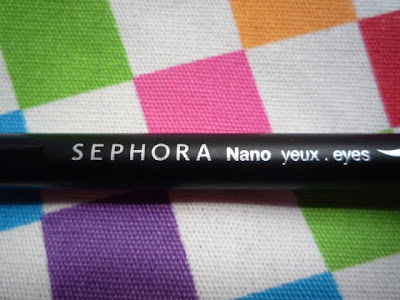 SEPHORA Nano yeux . eyes